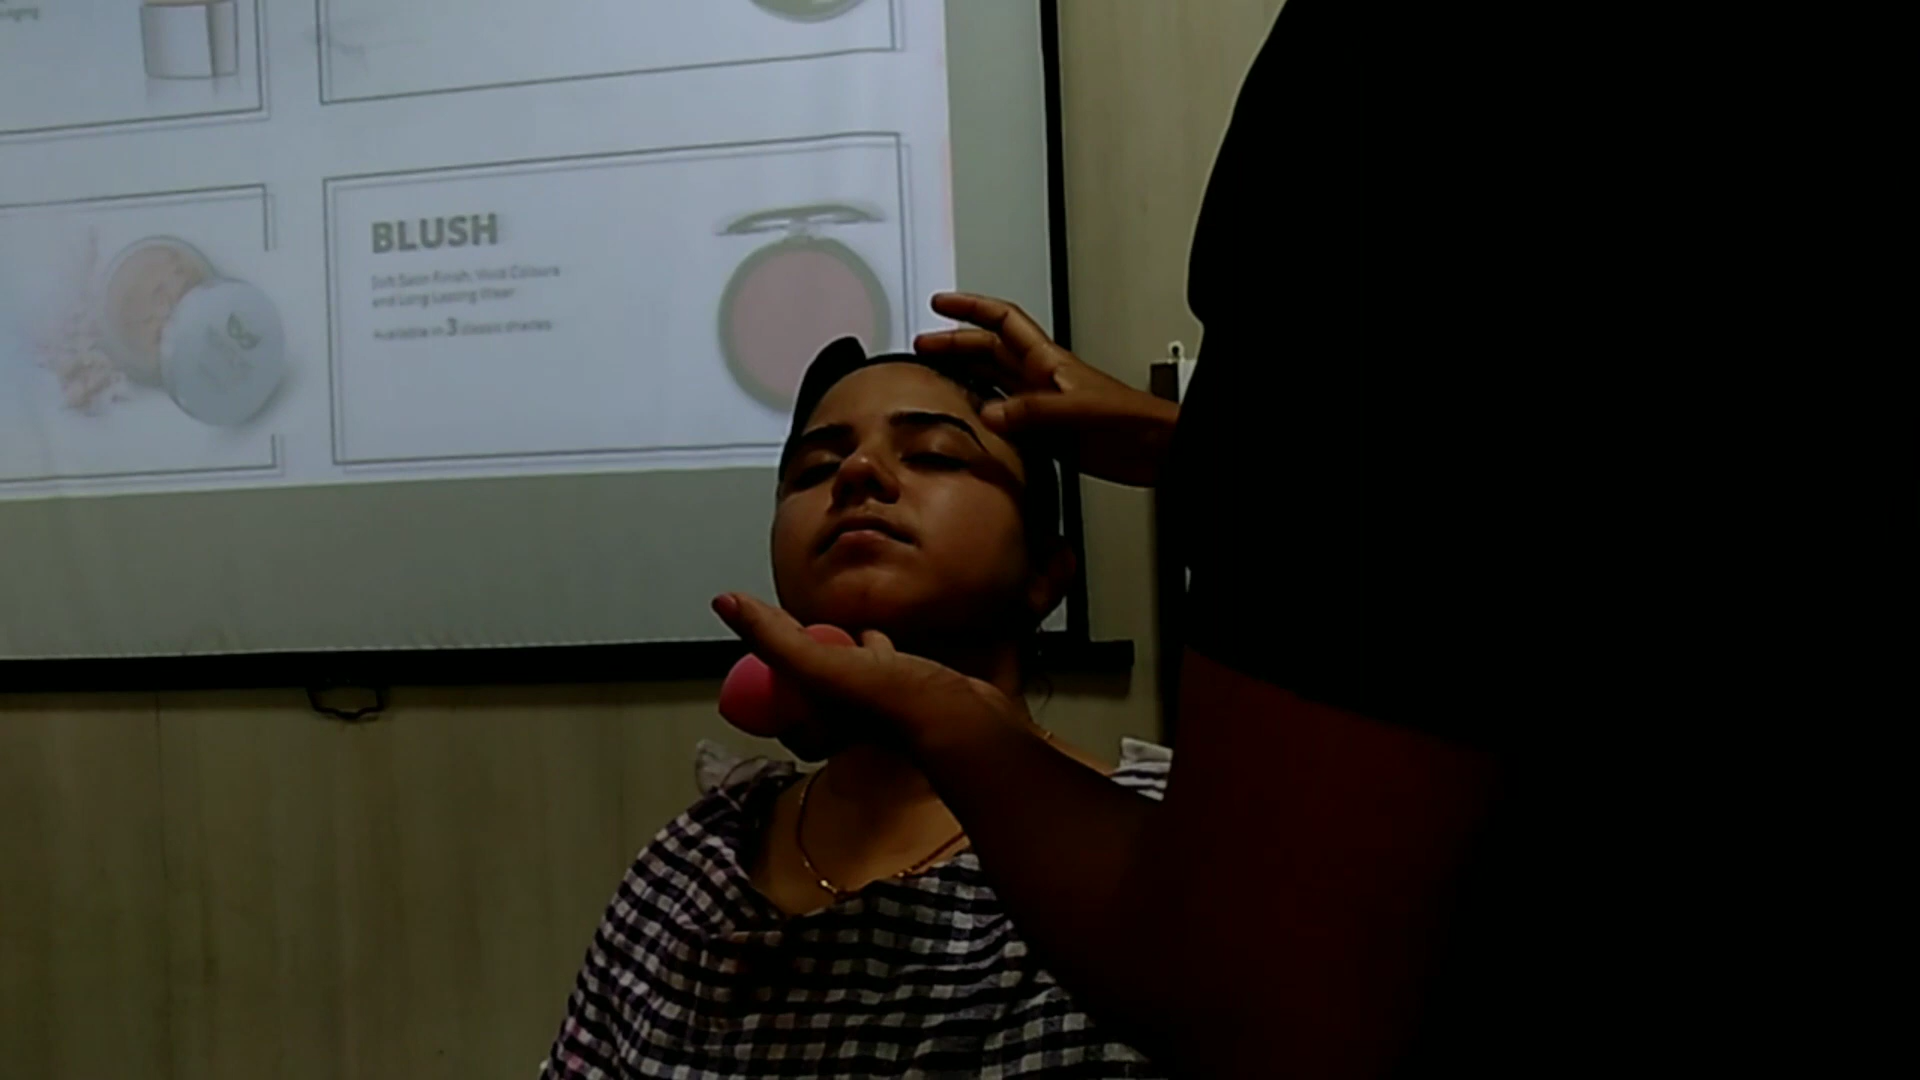 BLUSH
Soft Satin Finish, Vivid Colours
and Long Lasting Wear
Available in 3 classic shades